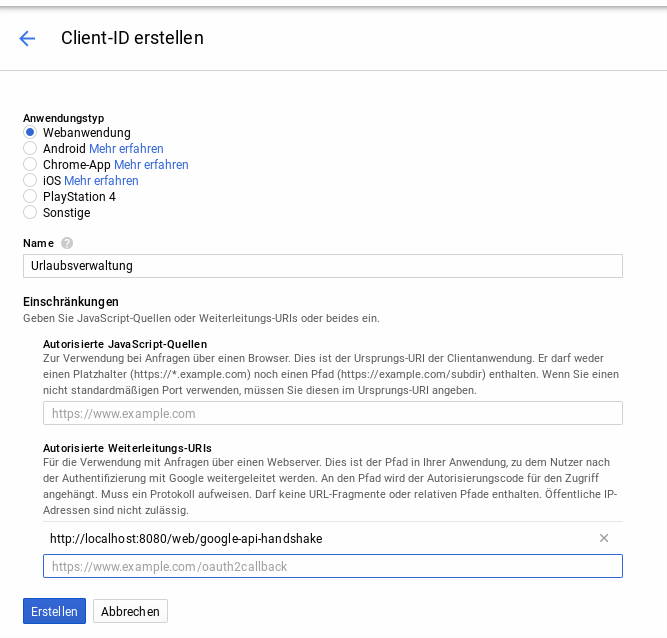 Client-ID erstellen
Anwendungstyp
Webanwendung
Android Mehr erfahren
Chrome-App Mehr erfahren
iOS Mehr erfahren
PlayStation 4
Sonstige
Name ?
Urlaubsverwaltung
Einschränkungen
Geben Sie JavaScript-Quellen oder Weiterleitungs-URIs oder beides ein.
Autorisierte JavaScript-Quellen
Zur Verwendung bei Anfragen über einen Browser. Dies ist der Ursprungs-URI der Clientanwendung. Er darf weder
einen Platzhalter (https://*.example.com) noch einen Pfad (https://example.com/subdir) enthalten. Wenn Sie einen
nicht standardmäßigen Port verwenden, müssen Sie diesen im Ursprungs-URI angeben.
https://www.example.com
Autorisierte Weiterleitungs-URIs
Für die Verwendung mit Anfragen über einen Webserver. Dies ist der Pfad in Ihrer Anwendung, zu dem Nutzer nach
der Authentifizierung mit Google weitergeleitet werden. An den Pfad wird der Autorisierungscode für den Zugriff
angehängt. Muss ein Protokoll aufweisen. Darf keine URL-Fragmente oder relativen Pfade enthalten. Öffentliche IP-
Adressen sind nicht zulässig.
http://localhost:8080/web/google-api-handshake
https://www.example.com/oauth2callback
Erstellen Abbrechen